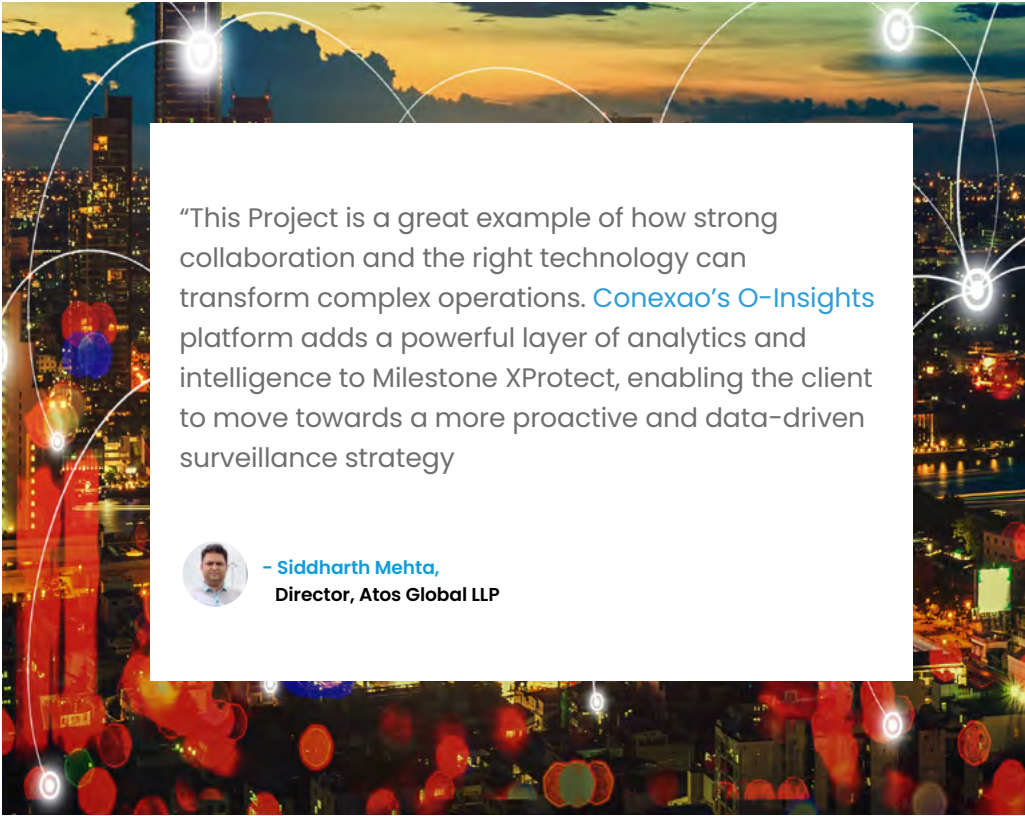 “This Project is a great example of how strong
collaboration and the right technology can
transform complex operations. Conexao’s O-Insights
platform adds a powerful layer of analytics and
intelligence to Milestone XProtect, enabling the client
to move towards a more proactive and data-driven
surveillance strategy
- Siddharth Mehta,
Director, Atos Global LLP